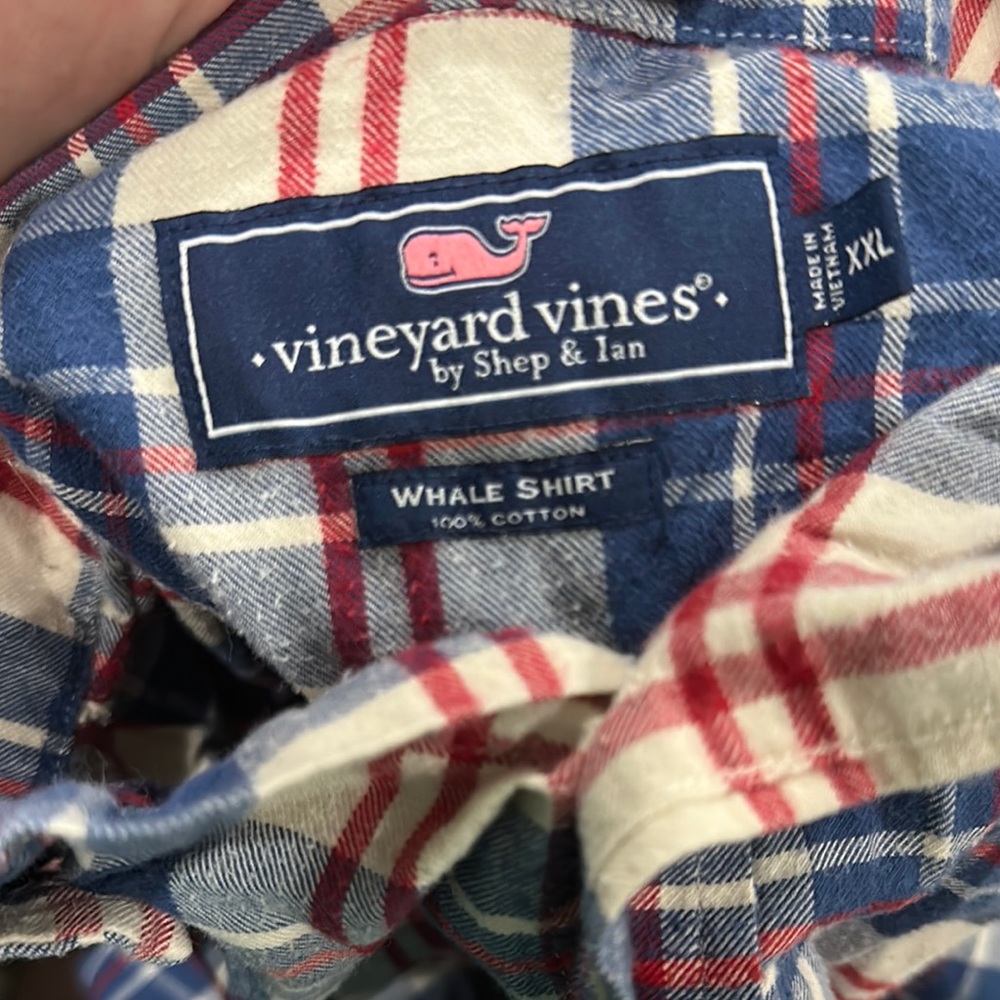 ·vineyard vines®·
by Shep & Ian
MADE IN
VIETNAM
XXL
WHALE SHIRT
100% COTTON